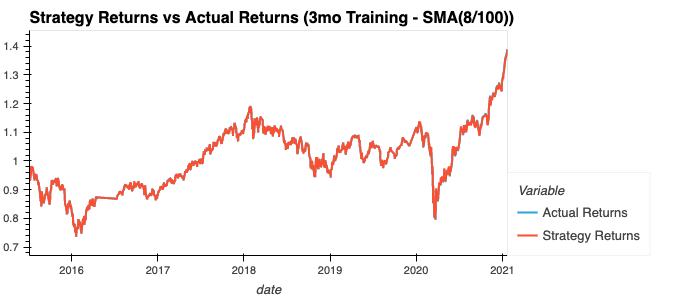 Strategy Returns vs Actual Returns (3mo Training - SMA(8/100))
1.4
1.3
1.2
1.1
1
0.9
0.8
0.7
2016 2017 2018 2019 2020 2021
date
Variable
Actual Returns
Strategy Returns